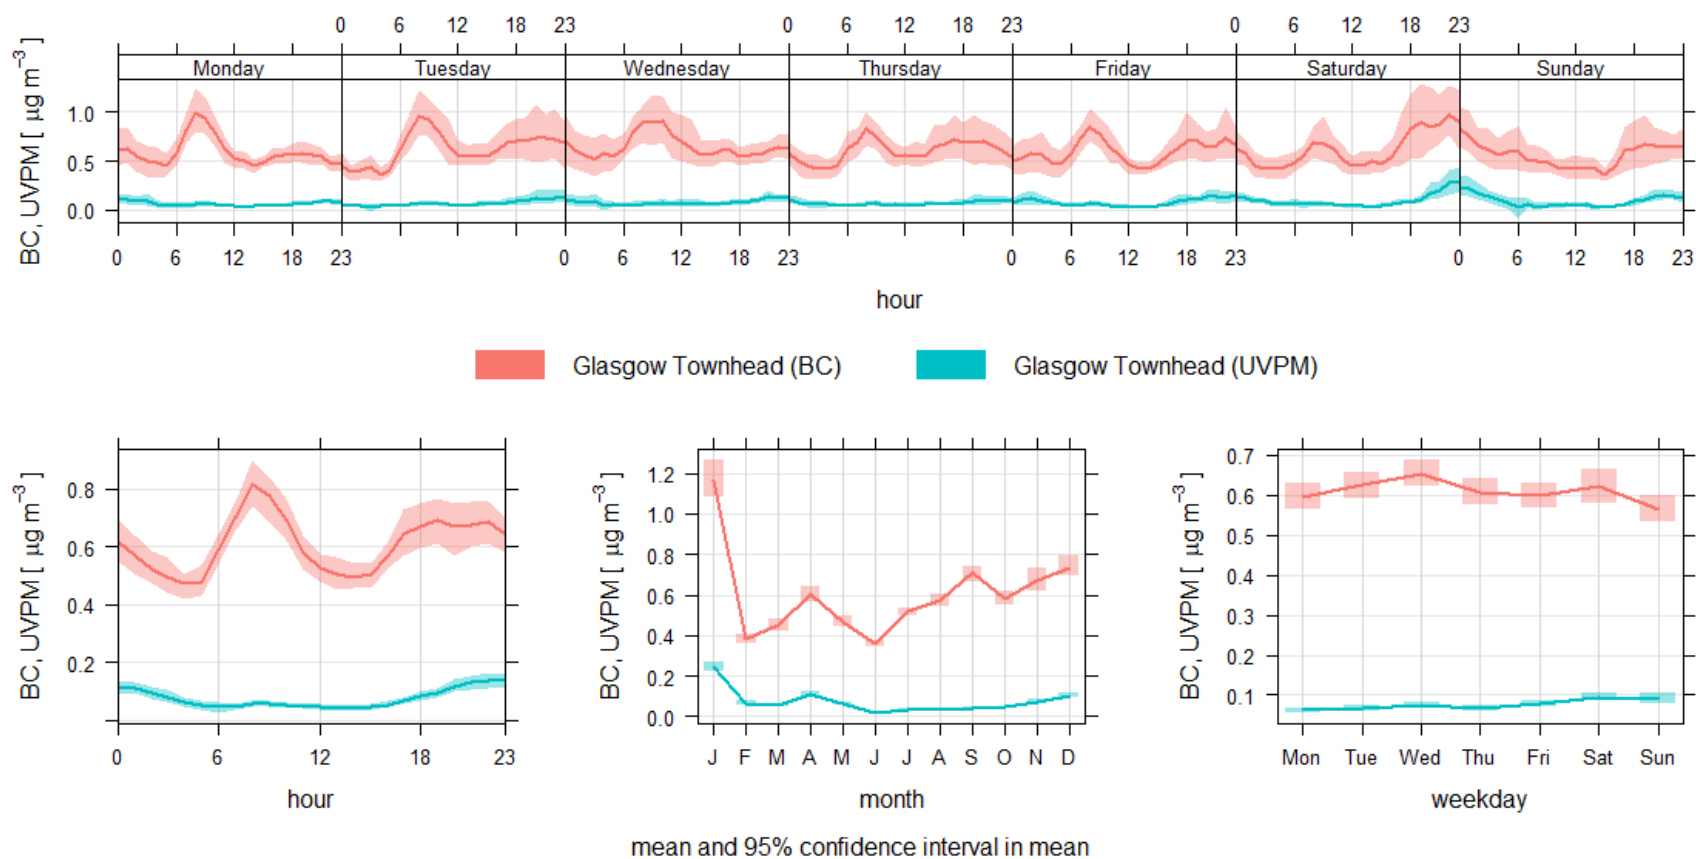 0 6 12 18 23 0 6 12 18 23 0 6 12 18 23
Monday Tuesday Wednesday Thursday Friday Saturday Sunday
BC, UVPM [ µg m⁻³ ]
1.0
0.5
0.0
0 6 12 18 23 0 6 12 18 23 0 6 12 18 23 0 6 12 18 23
hour
Glasgow Townhead (BC) Glasgow Townhead (UVPM)
BC, UVPM [ µg m⁻³ ]
0.8
0.6
0.4
0.2
0 6 12 18 23
hour
BC, UVPM [ µg m⁻³ ]
1.2
1.0
0.8
0.6
0.4
0.2
0.0
J F M A M J J A S O N D
month
BC, UVPM [ µg m⁻³ ]
0.7
0.6
0.5
0.4
0.3
0.2
0.1
Mon Tue Wed Thu Fri Sat Sun
weekday
mean and 95% confidence interval in mean